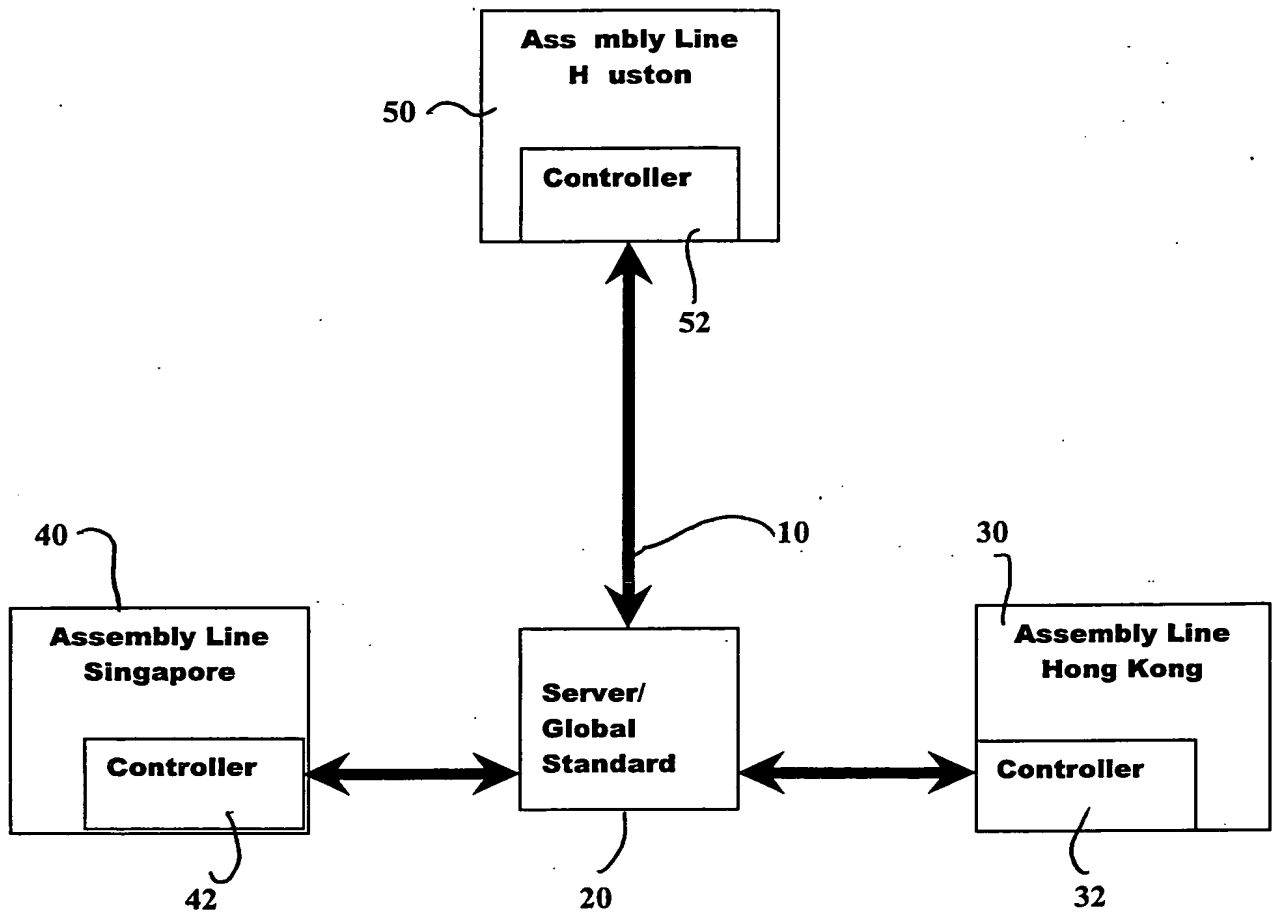 Ass mbly Line
H uston
50
Controller
52
40
10
30
Assembly Line
Singapore
Assembly Line
Hong Kong
Server/
Global
Standard
Controller
Controller
42
20
32